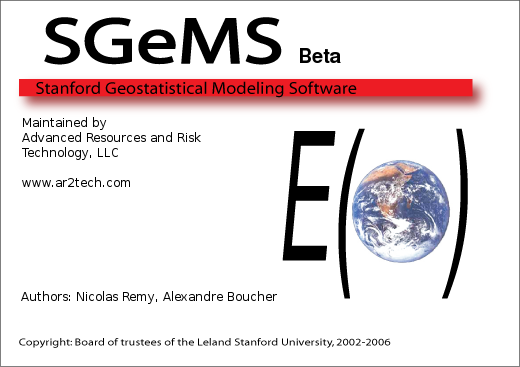 SGeMS Beta
Stanford Geostatistical Modeling Software
Maintained by
Advanced Resources and Risk
Technology, LLC
www.ar2tech.com
E( )
Authors: Nicolas Remy, Alexandre Boucher
Copyright: Board of trustees of the Leland Stanford University, 2002-2006